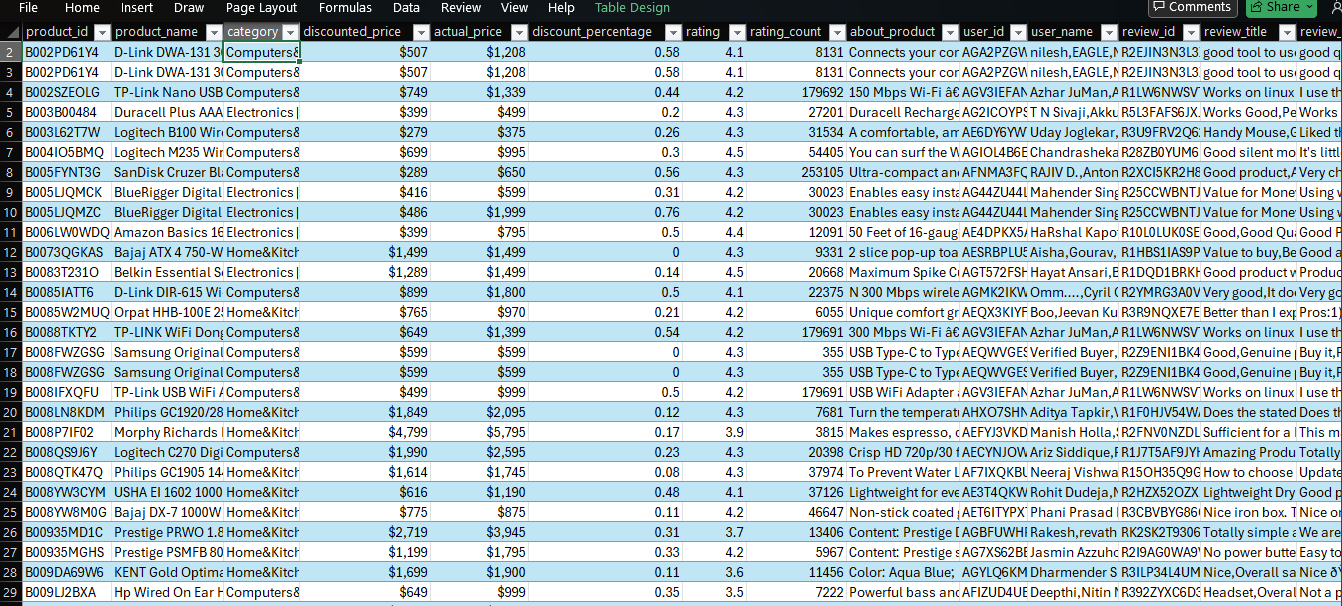 File Home Insert Draw Page Layout Formulas Data Review View Help Table Design Comments Share
product_id product_name category discounted_price actual_price discount_percentage rating rating_count about_product user_id user_name review_id review_title review_
2 B002PD61Y4 D-Link DWA-131 30 Computers& $507 $1,208 0.58 4.1 8131 Connects your cor AGA2PZGW nilesh,EAGLE,M R2EJIN3N3L3 good tool to use good q
3 B002PD61Y4 D-Link DWA-131 30 Computers& $507 $1,208 0.58 4.1 8131 Connects your cor AGA2PZGW nilesh,EAGLE,M R2EJIN3N3L3 good tool to use good q
4 B002SZEOLG TP-Link Nano USB Computers& $749 $1,339 0.44 4.2 179692 150 Mbps Wi-Fi â€ AGV3IEFAN Azhar JuMan,A R1LW6NWSV Works on linux I use th
5 B003B00484 Duracell Plus AAA Electronics| $399 $499 0.2 4.3 27201 Duracell Recharge AG2ICOYPS T N Sivaji,Akku R5L3FAFS6JX. Works Good,Pe Works
6 B003L62T7W Logitech B100 Wir Computers& $279 $375 0.26 4.3 31534 A comfortable, am AE6DY6YW Uday Joglekar, R3U9FRV2Q6 Handy Mouse,G Liked t
7 B004IO5BMQ Logitech M235 Wir Computers& $699 $995 0.3 4.5 54405 You can surf the W AGIOL4B6E Chandrasheka R28ZB0YUM6 Good silent mo It's littl
8 B005FYNT3G SanDisk Cruzer Bl Computers& $289 $650 0.56 4.3 253105 Ultra-compact an AFNMA3FQ RAJIV D.,Anton R2XCI5KR2H8 Good product,A Very ch
9 B005LJQMCK BlueRigger Digital Electronics| $416 $599 0.31 4.2 30023 Enables easy insta AG44ZU44L Mahender Sing R25CCWBNTJ Value for Mone Using w
10 B005LJQMZC BlueRigger Digital Electronics| $486 $1,999 0.76 4.2 30023 Enables easy insta AG44ZU44L Mahender Sing R25CCWBNTJ Value for Mone Using w
11 B006LW0WDQ Amazon Basics 16 Electronics| $399 $795 0.5 4.4 12091 50 Feet of 16-gaug AE4DPKX5 HaRshal Kapo R10L0LUK0SE Good,Good Qua Good P
12 B0073QGKAS Bajaj ATX 4 750-W Home&Kitch $1,499 $1,499 0 4.3 9331 2 slice pop-up toa AESRBPLU Aisha,Gourav, R1HBS1IAS9P Value to buy,Be Good a
13 B0083T231O Belkin Essential S Electronics| $1,289 $1,499 0.14 4.5 20668 Maximum Spike C AGT572FSH Hayat Ansari,B R1DQD1BRKH Good product w Produc
14 B0085IATT6 D-Link DIR-615 Wi Computers& $899 $1,800 0.5 4.1 22375 N 300 Mbps wirele AGMK2IKW Omm....,Cyril R2YMRG3A0V Very good,It do Very go
15 B0085W2MUQ Orpat HHB-100E 25 Home&Kitch $765 $970 0.21 4.2 6055 Unique comfort gr AEQX3KIYF Boo,Jeevan Ku R3R9NQXE7E Better than I exp Pros:1)
16 B0088TKTY2 TP-LINK WiFi Dong Computers& $649 $1,399 0.54 4.2 179691 300 Mbps Wi-Fi â€ AGV3IEFAN Azhar JuMan,A R1LW6NWSV Works on linux I use th
17 B008FWZGSG Samsung Original Computers& $599 $599 0 4.3 355 USB Type-C to Typ AEQWVGES Verified Buyer, R2Z9ENI1BK4 Good,Genuine p Buy it,F
18 B008FWZGSG Samsung Original Computers& $599 $599 0 4.3 355 USB Type-C to Typ AEQWVGES Verified Buyer, R2Z9ENI1BK4 Good,Genuine p Buy it,F
19 B008IFXQFU TP-Link USB WiFi A Computers& $499 $999 0.5 4.2 179691 USB WiFi Adapter AGV3IEFAN Azhar JuMan,A R1LW6NWSV Works on linux I use th
20 B008LN8KDM Philips GC1920/28 Home&Kitch $1,849 $2,095 0.12 4.3 7681 Turn the temperat AHXO7SHN Aditya Tapkir,V R1F0HJV54W Does the stated Does th
21 B008P7IF02 Morphy Richards Home&Kitch $4,799 $5,795 0.17 3.9 3815 Makes espresso, AEFYJ3VKD Manish Holla,S R2FNV0NZDL Sufficient for a This m
22 B008QS9J6Y Logitech C270 Digi Computers& $1,990 $2,595 0.23 4.3 20398 Crisp HD 720p/30 f AECYNJOW Ariz Siddique,F R1J7T5AF9JYH Amazing Produ Totally
23 B008QTK47Q Philips GC1905 14 Home&Kitch $1,614 $1,745 0.08 4.3 37974 To Prevent Water L AF7IXQKBU Neeraj Vishwa R15OH35Q9G How to choose Update
24 B008YW3CYM USHA EI 1602 1000 Home&Kitch $616 $1,190 0.48 4.1 37126 Lightweight for eve AE3T4QKW Rohit Dudeja,N R2HZX52OZX Lightweight Dry Good p
25 B008YW8M0G Bajaj DX-7 1000W Home&Kitch $775 $875 0.11 4.2 46647 Non-stick coated AET6ITYPX Phani Prasad R3CBVBYG86 Nice iron box. T Nice or
26 B00935MD1C Prestige PRWO 1.8 Home&Kitch $2,719 $3,945 0.31 3.7 13406 Content: Prestige D AGBFUWHI Rakesh,revath RK2SK2T9306 Totally simple a We are
27 B00935MGHS Prestige PSMFB 80 Home&Kitch $1,199 $1,795 0.33 4.2 5967 Content: Prestige s AG7XS62BE Jasmin Azzuho R2I9AG0WA9 No power butte Easy to
28 B009DA69W6 KENT Gold Optima Home&Kitch $1,699 $1,900 0.11 3.6 11456 Color: Aqua Blue; AGYLQ6KM Dharmender S R3ILP34L4UM Nice,Overall sa Nice ðŸ
29 B009LJ2BXA Hp Wired On Ear H Computers& $649 $999 0.35 3.5 7222 Powerful bass and AFIZUD4UE Deepthi,Nitin M R392ZYXC6D3 Headset,Overal Not a p